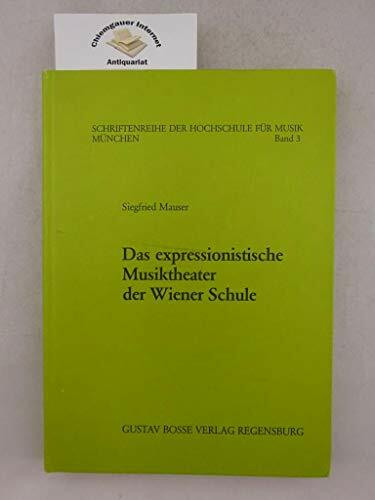 Chiemgauer Internet
Antiquariat
SCHRIFTENREIHE DER HOCHSCHULE FÜR MUSIK
MÜNCHEN Band 3
Siegfried Mauser
Das expressionistische
Musiktheater
der Wiener Schule
GUSTAV BOSSE VERLAG REGENSBURG